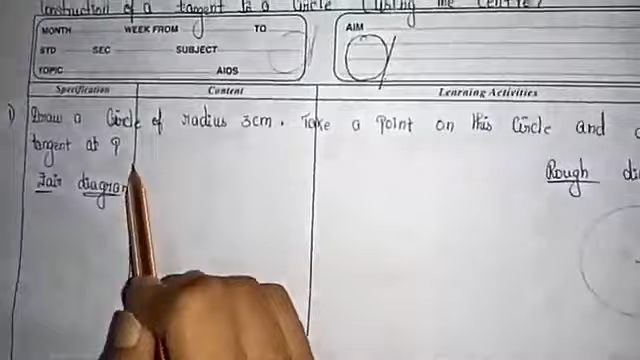 Construction of a tangent to a Circle (Using the Centre)
MONTH WEEK FROM TO
STD SEC SUBJECT
TOPIC AIDS
AIM
Specification Content Learning Activities
1) Draw a Circle of radius 3cm. Take a point on this Circle and
tangent at P
Fair diagram
Rough di